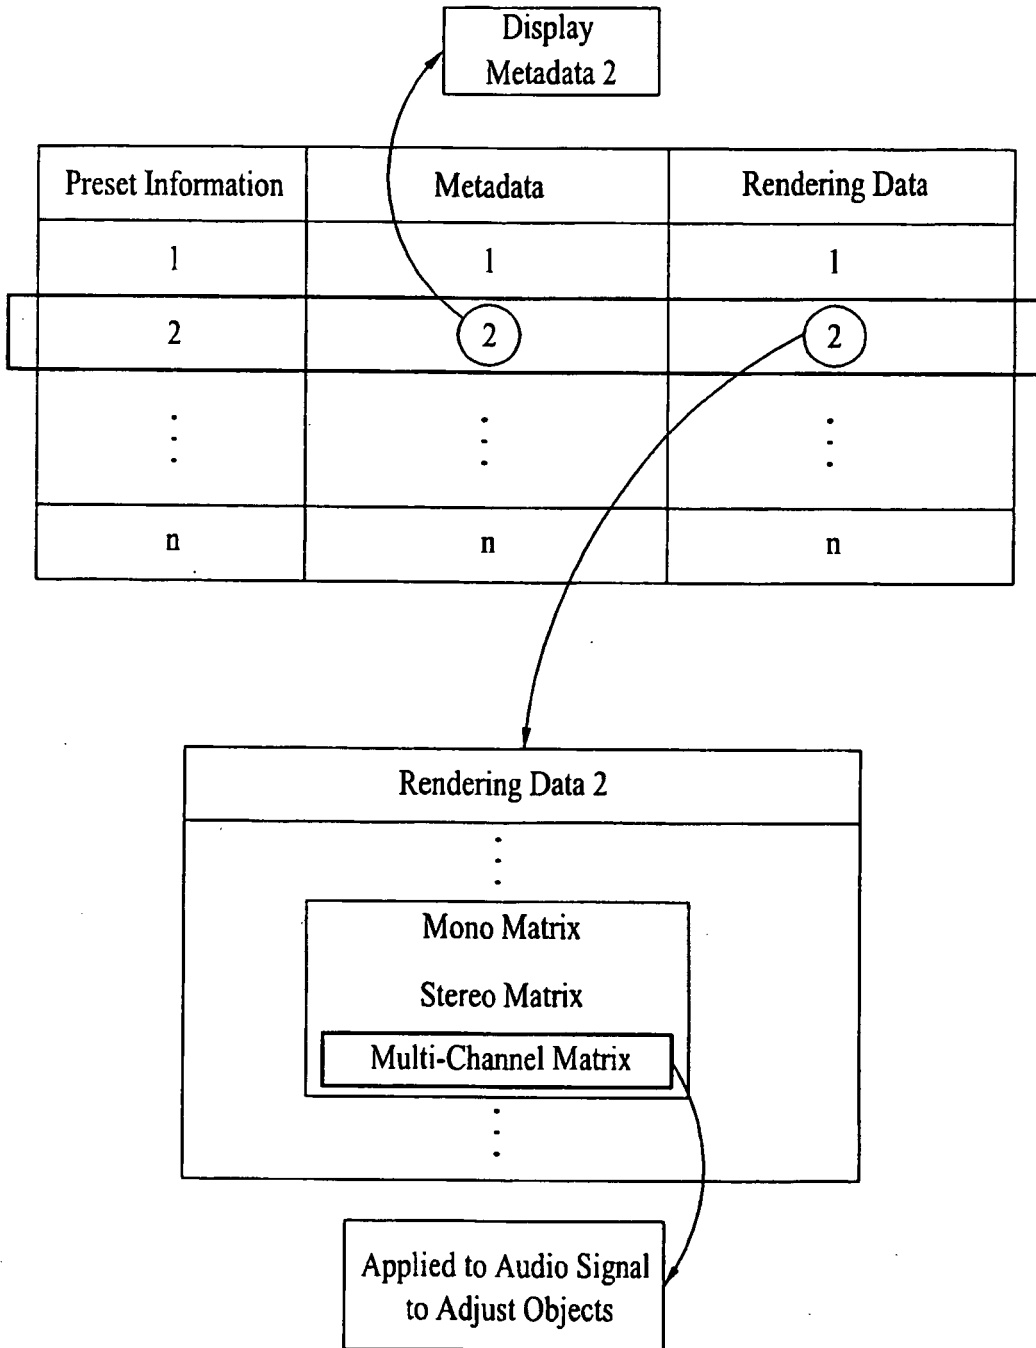 Display
Metadata 2
Preset Information Metadata Rendering Data
1 1 1
2 2 2
n n n
Rendering Data 2
Mono Matrix
Stereo Matrix
Multi-Channel Matrix
Applied to Audio Signal
to Adjust Objects